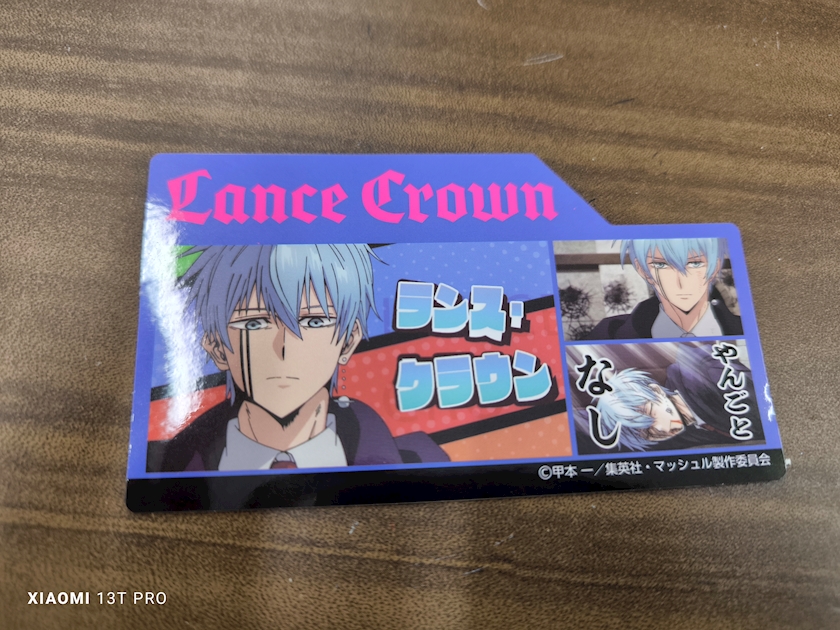 Lance Crown
ランス・
クラウン
やんごと
なし
©甲本 一／集英社・マッシュル製作委員会
XIAOMI 13T PRO